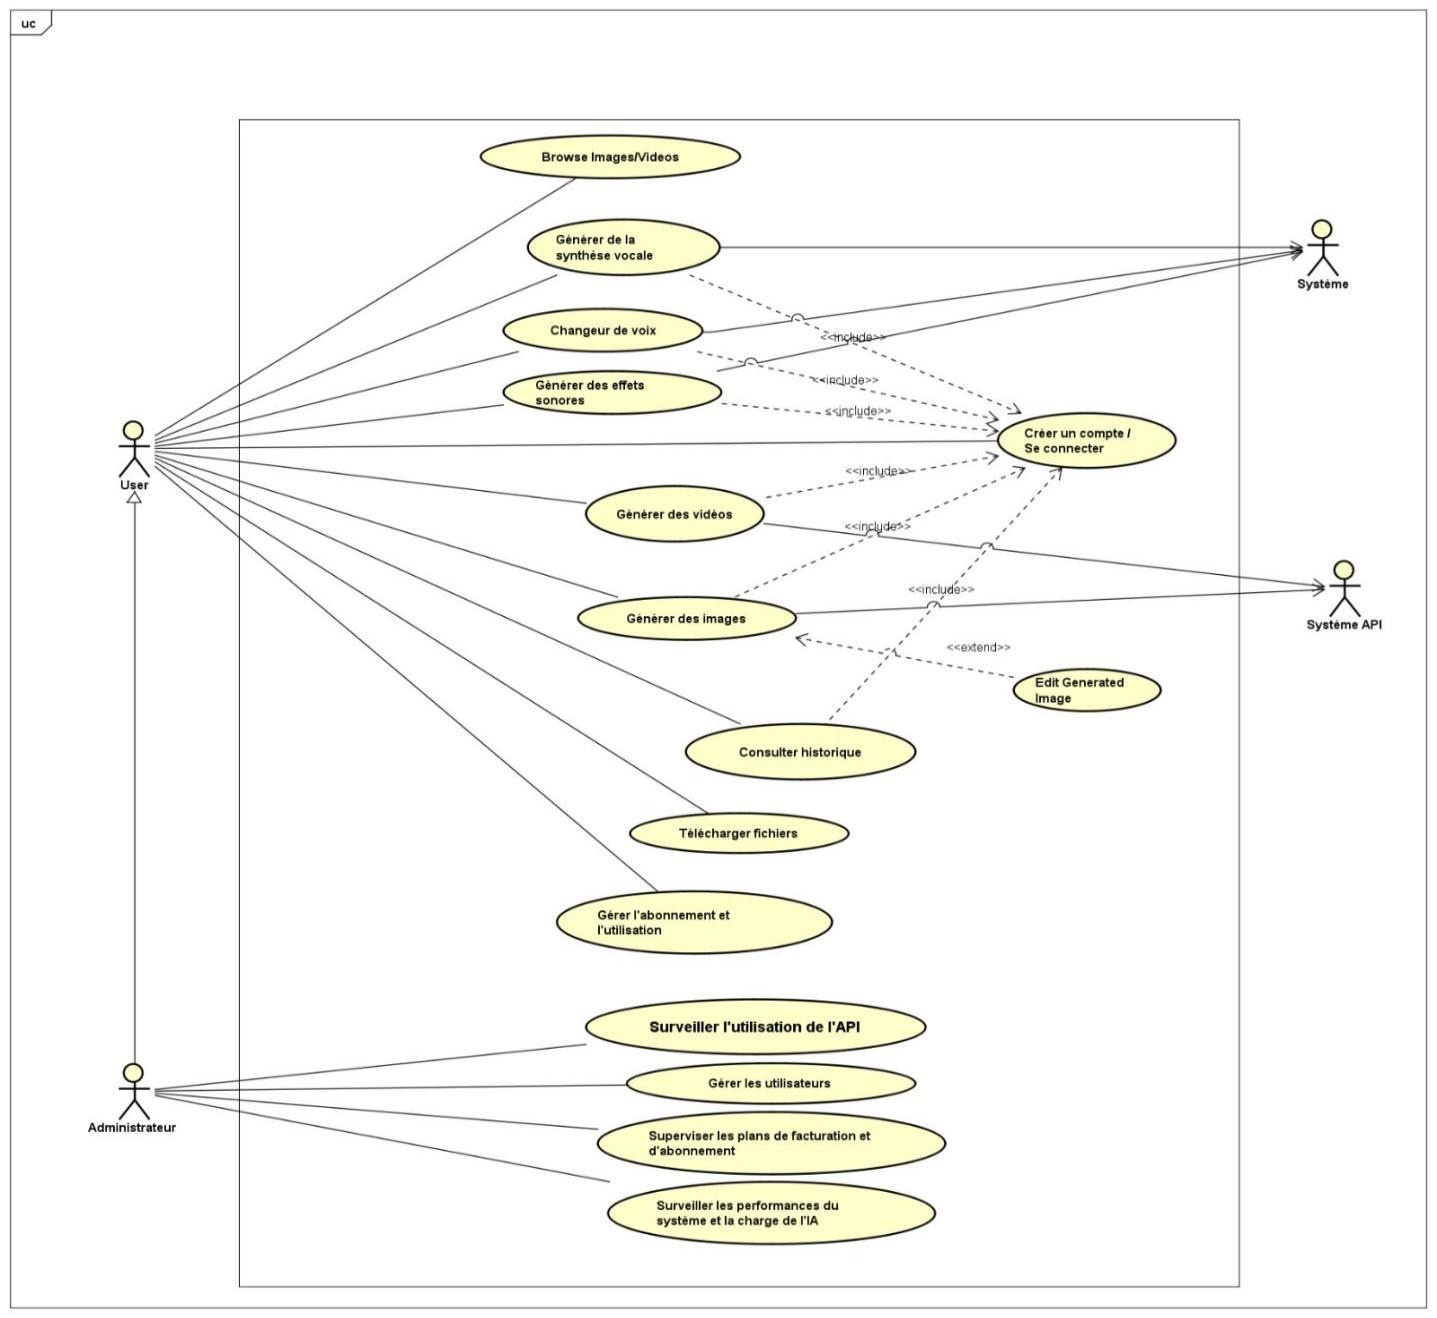 uc
Browse Images/Videos
Générer de la
synthèse vocale
Système
Changeur de voix
<<include>>
<<include>>
Générer des effets
sonores
<<include>>
Créer un compte /
Se connecter
User
<<include>>
Générer des vidéos
<<include>>
<<include>>
Générer des images
Système API
<<extend>>
Edit Generated
Image
Consulter historique
Télécharger fichiers
Gérer l'abonnement et
l'utilisation
Surveiller l'utilisation de l'API
Gérer les utilisateurs
Administrateur
Superviser les plans de facturation et
d'abonnement
Surveiller les performances du
système et la charge de l'IA